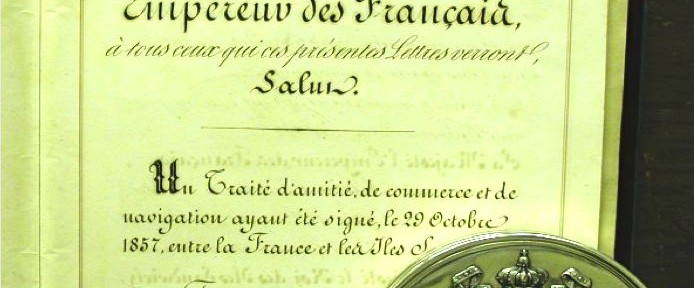 Empereur des Français,
à tous ceux qui ces présentes Lettres verront,
Salut.
Un Traité d'amitié, de commerce et de
navigation ayant été signé, le 29 Octobre
1857, entre la France et les Iles